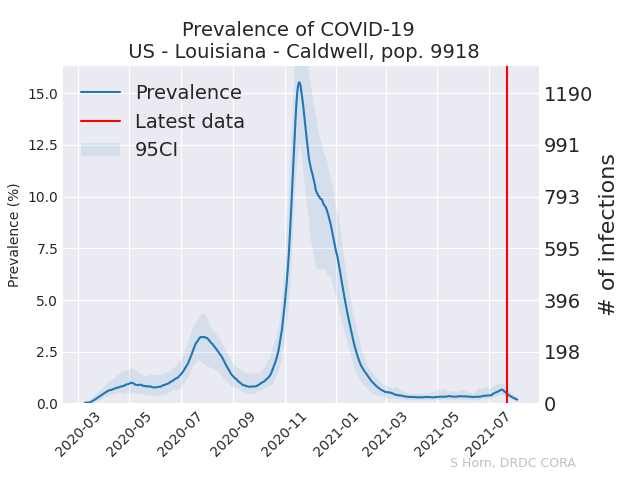 Prevalence of COVID-19
US - Louisiana - Caldwell, pop. 9918
Prevalence
Latest data
95CI
Prevalence (%)
15.0
12.5
10.0
7.5
5.0
2.5
0.0
1190
991
793
595
396
198
0
# of infections
2020-03
2020-05
2020-07
2020-09
2020-11
2021-01
2021-03
2021-05
2021-07
S Horn, DRDC CORA